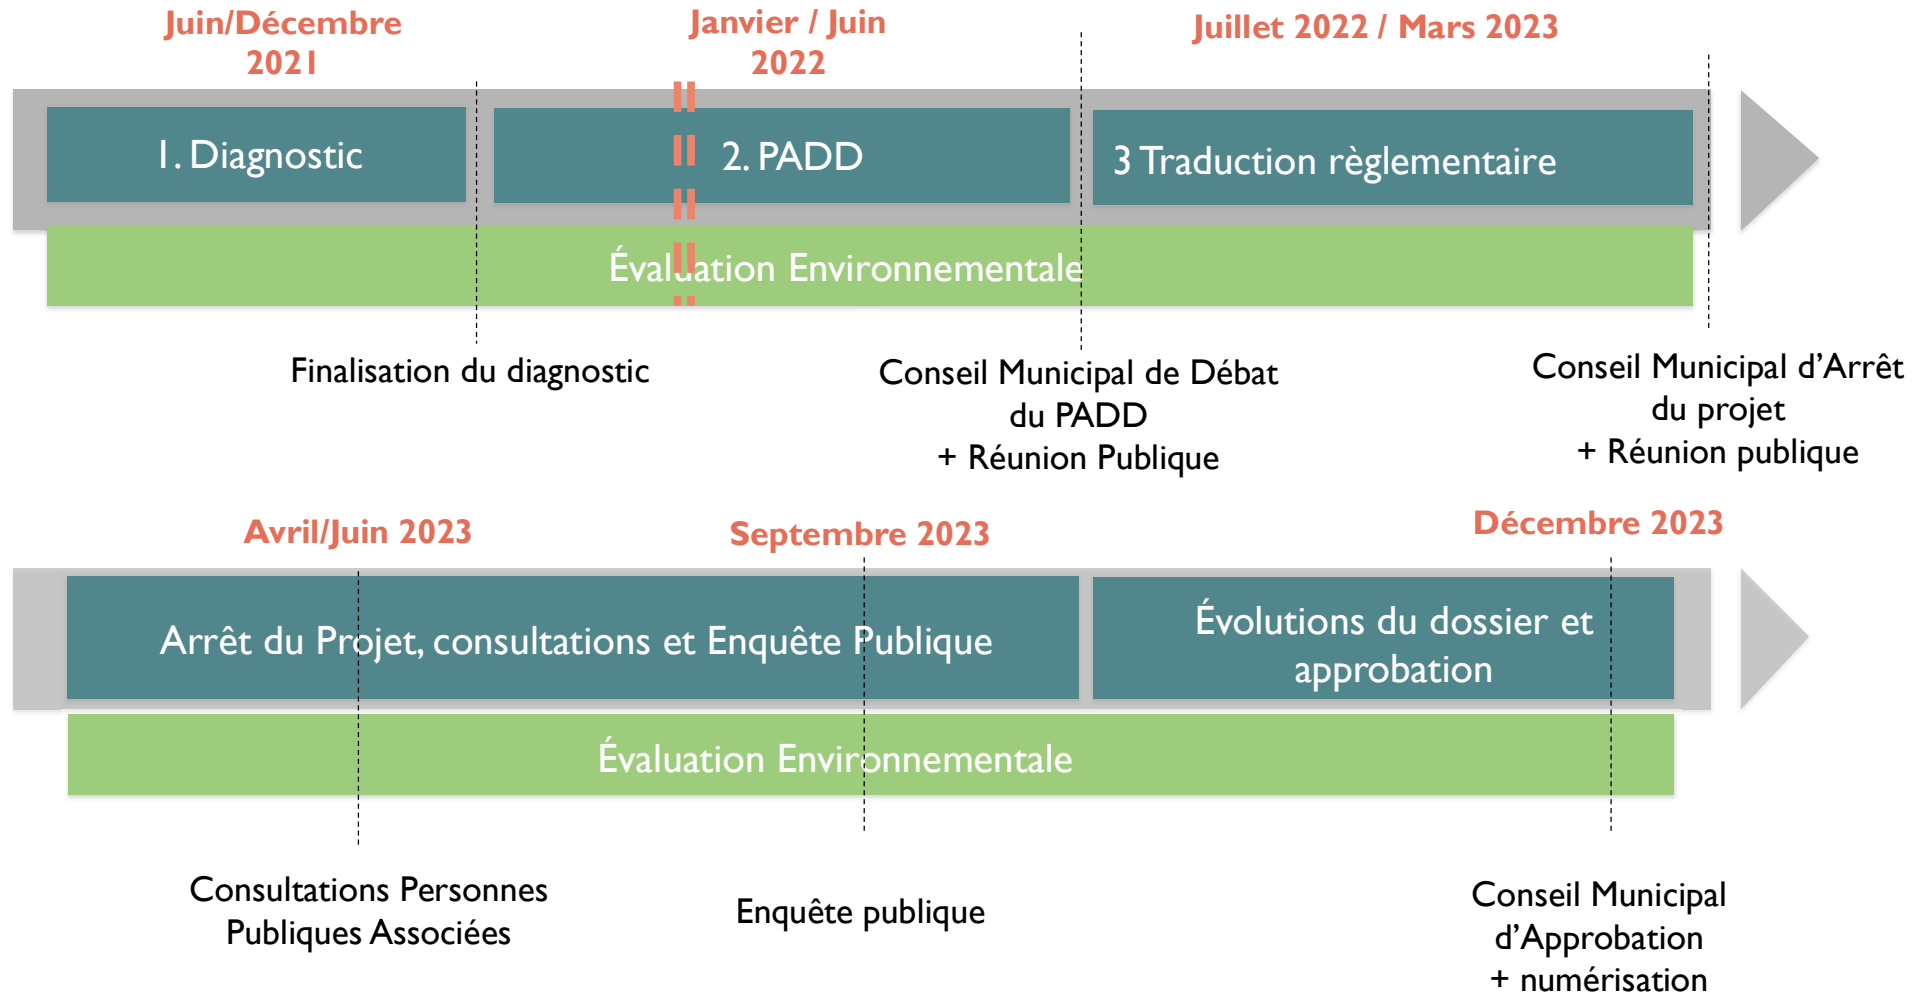 Juin/Décembre
2021
Janvier / Juin
2022
Juillet 2022 / Mars 2023
1. Diagnostic
2. PADD
3 Traduction règlementaire
Évaluation Environnementale
Finalisation du diagnostic
Conseil Municipal de Débat
du PADD
+ Réunion Publique
Conseil Municipal d’Arrêt
du projet
+ Réunion publique
Avril/Juin 2023
Septembre 2023
Décembre 2023
Arrêt du Projet, consultations et Enquête Publique
Évolutions du dossier et
approbation
Évaluation Environnementale
Consultations Personnes
Publiques Associées
Enquête publique
Conseil Municipal
d’Approbation
+ numérisation